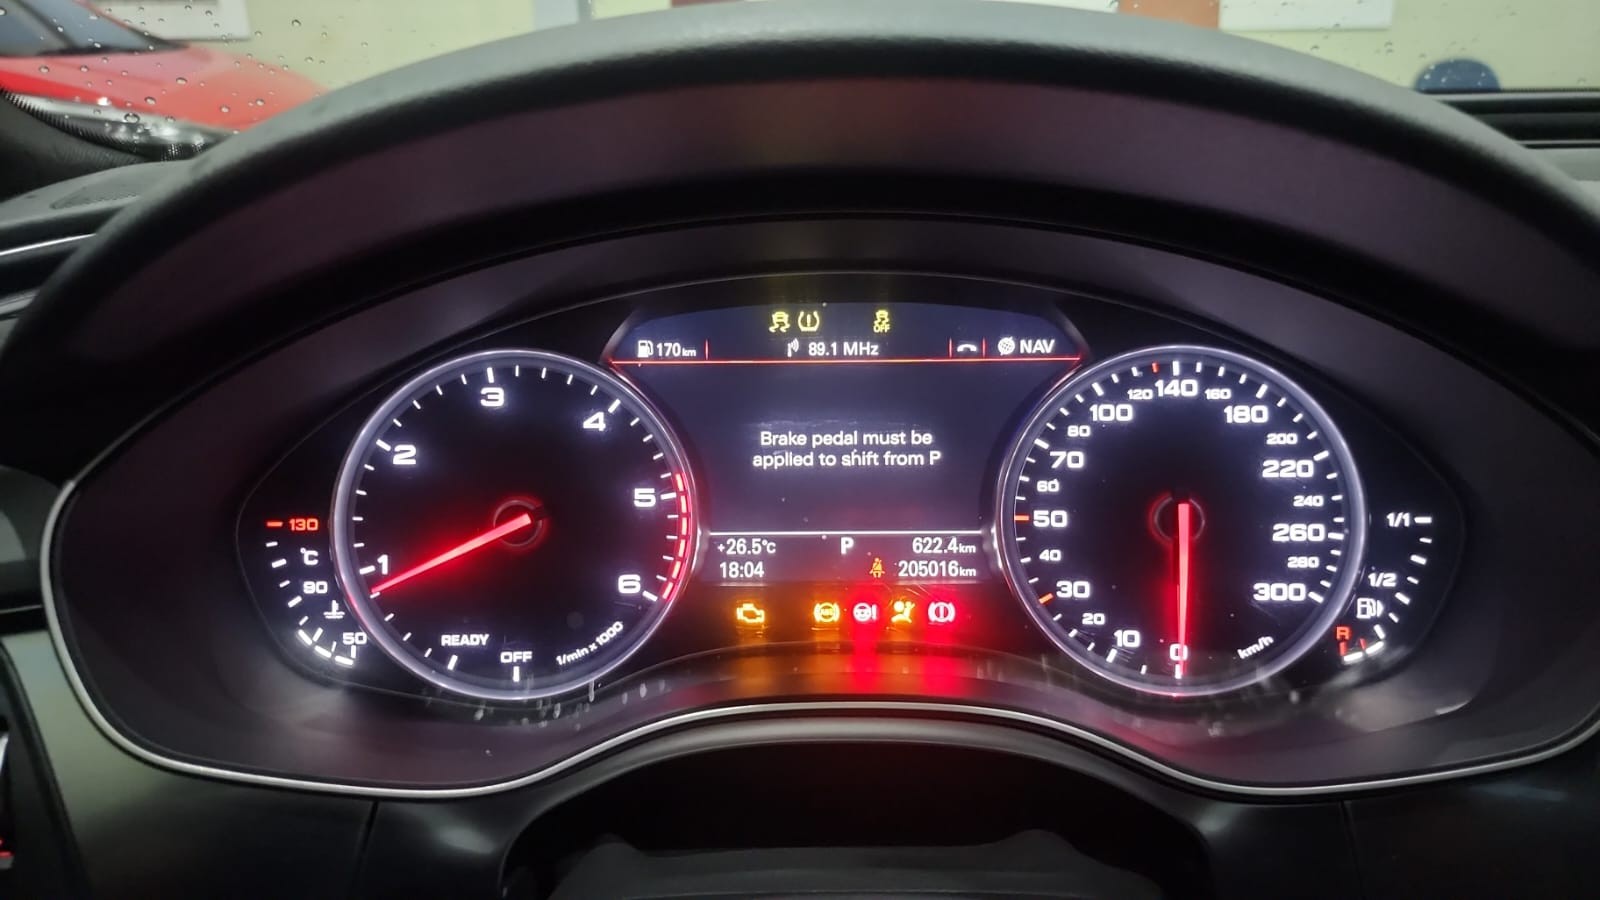 OFF
170km
89.1 MHz
NAV
Brake pedal must be
applied to shift from P
+26.5°C
P
622.4km
18:04
205016km
1
2
3
4
5
6
READY
OFF
1/min x 1000
130
°C
90
50
0
10
20
30
40
50
60
70
80
100
120
140
160
180
200
220
240
260
280
300
km/h
1/1
1/2
R
ABS